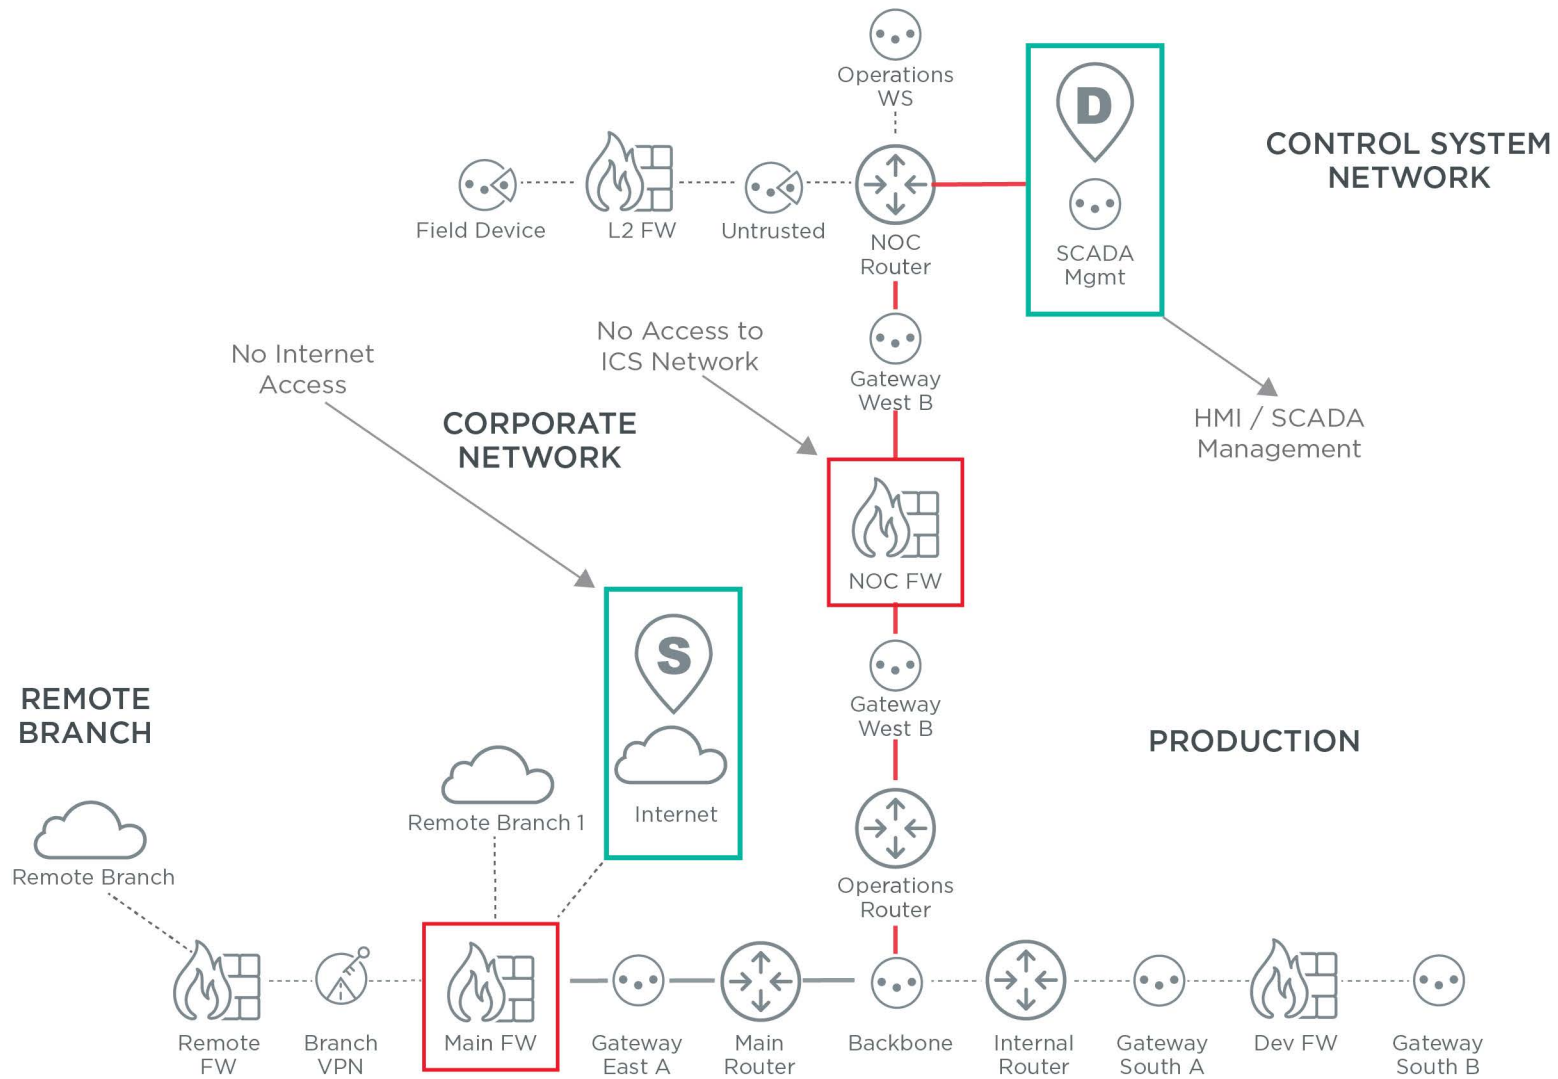 Operations
WS
D
CONTROL SYSTEM
NETWORK
Field Device
L2 FW
Untrusted
NOC
Router
SCADA
Mgmt
No Internet
Access
No Access to
ICS Network
Gateway
West B
HMI / SCADA
Management
CORPORATE
NETWORK
NOC FW
S
Internet
Gateway
West B
REMOTE
BRANCH
PRODUCTION
Remote Branch 1
Remote Branch
Operations
Router
Remote
FW
Branch
VPN
Main FW
Gateway
East A
Main
Router
Backbone
Internal
Router
Gateway
South A
Dev FW
Gateway
South B